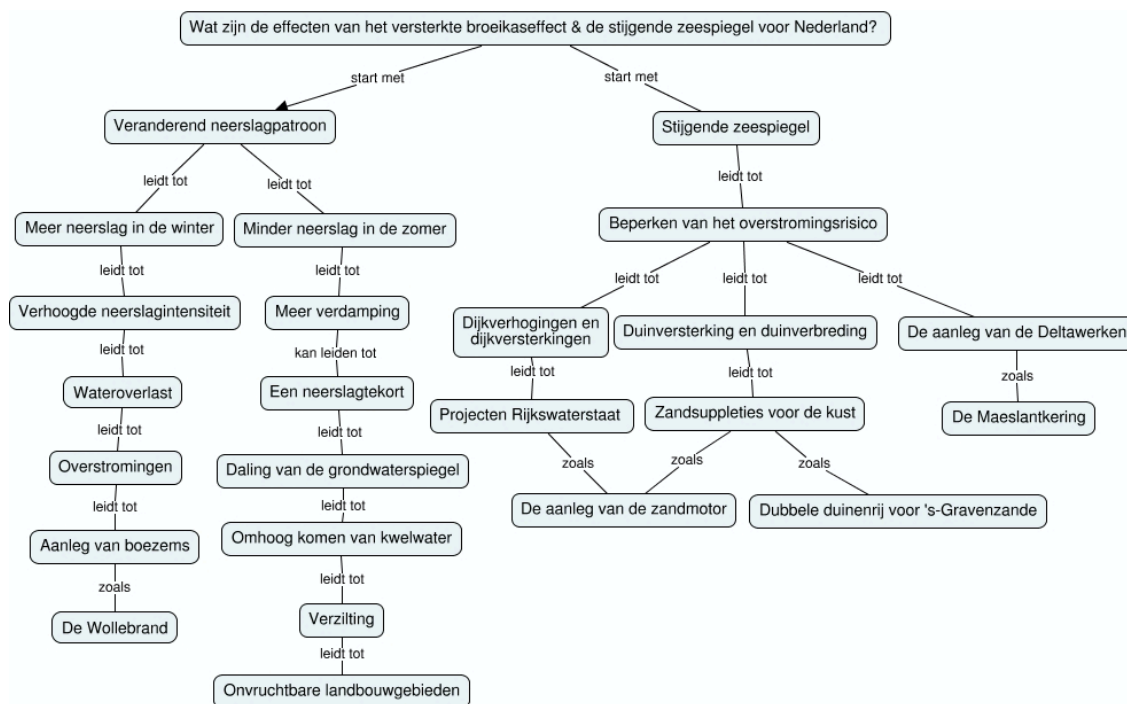 Wat zijn de effecten van het versterkte broeikaseffect & de stijgende zeespiegel voor Nederland?
start met
start met
Veranderend neerslagpatroon
Stijgende zeespiegel
leidt tot
leidt tot
leidt tot
Meer neerslag in de winter
Minder neerslag in de zomer
Beperken van het overstromingsrisico
leidt tot
leidt tot
leidt tot
leidt tot
leidt tot
Verhoogde neerslagintensiteit
Meer verdamping
Dijkverhogingen en
dijkversterkingen
Duinversterking en duinverbreding
De aanleg van de Deltawerken
leidt tot
kan leiden tot
leidt tot
leidt tot
zoals
Wateroverlast
Een neerslagtekort
Projecten Rijkswaterstaat
Zandsuppleties voor de kust
De Maeslantkering
leidt tot
leidt tot
zoals
zoals
zoals
Overstromingen
Daling van de grondwaterspiegel
De aanleg van de zandmotor
Dubbele duinenrij voor 's-Gravenzande
leidt tot
leidt tot
Aanleg van boezems
Omhoog komen van kwelwater
zoals
leidt tot
De Wollebrand
Verzilting
leidt tot
Onvruchtbare landbouwgebieden